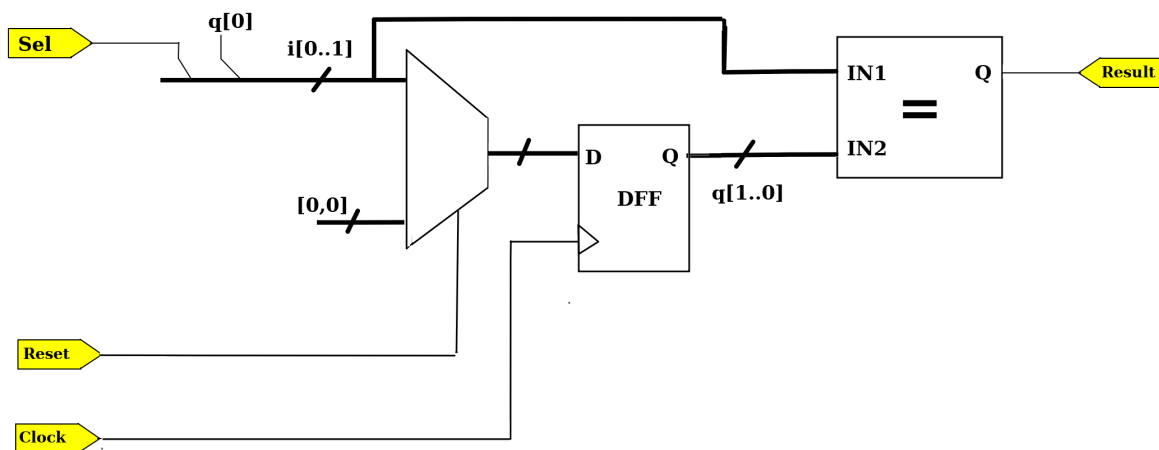 Sel
q[0]
i[0..1]
IN1
Q
Result
=
IN2
D
Q
DFF
q[1..0]
[0,0]
Reset
Clock